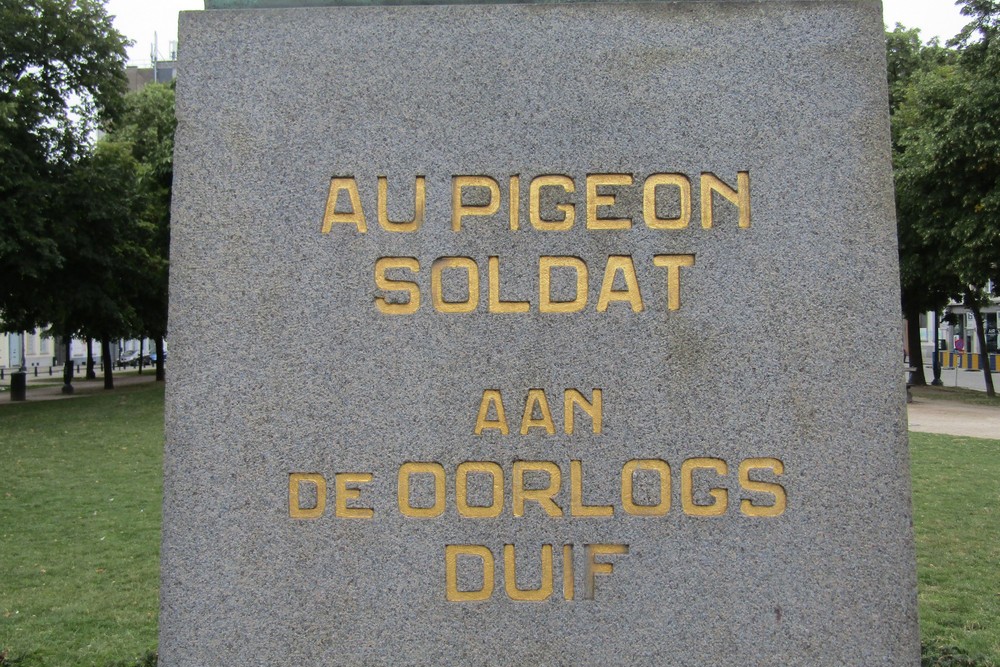 AU PIGEON
SOLDAT
AAN
DE OORLOGS
DUIF